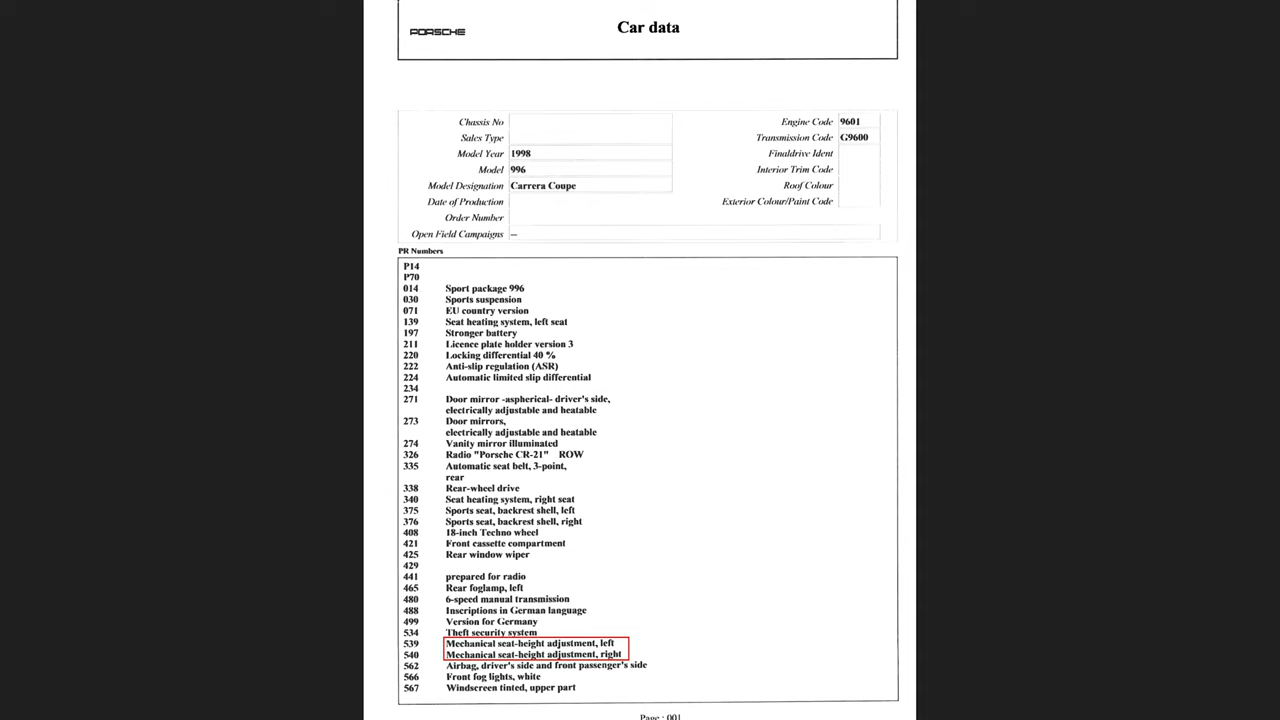 PORSCHE
Car data
Chassis No
Engine Code 9601
Sales Type
Transmission Code G9600
Model Year 1998
Finaldrive Ident
Model 996
Interior Trim Code
Model Designation Carrera Coupe
Roof Colour
Date of Production
Exterior Colour/Paint Code
Order Number
Open Field Campaigns --
PR Numbers
P14
P70
014 Sport package 996
030 Sports suspension
071 EU country version
139 Seat heating system, left seat
197 Stronger battery
211 Licence plate holder version 3
220 Locking differential 40 %
222 Anti-slip regulation (ASR)
224 Automatic limited slip differential
234
271 Door mirror -aspherical- driver's side,
electrically adjustable and heatable
273 Door mirrors,
electrically adjustable and heatable
274 Vanity mirror illuminated
326 Radio "Porsche CR-21" ROW
335 Automatic seat belt, 3-point,
rear
338 Rear-wheel drive
340 Seat heating system, right seat
375 Sports seat, backrest shell, left
376 Sports seat, backrest shell, right
408 18-inch Techno wheel
421 Front cassette compartment
425 Rear window wiper
429
441 prepared for radio
465 Rear foglamp, left
480 6-speed manual transmission
488 Inscriptions in German language
499 Version for Germany
534 Theft security system
539 Mechanical seat-height adjustment, left
540 Mechanical seat-height adjustment, right
562 Airbag, driver's side and front passenger's side
566 Front fog lights, white
567 Windscreen tinted, upper part
Page : 001